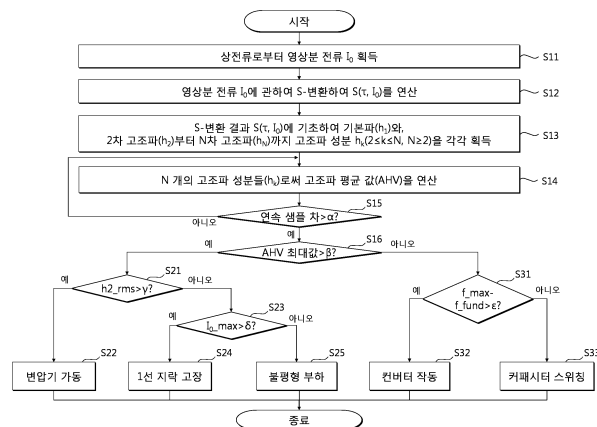 시작
상전류로부터 영상분 전류 I₀ 획득
S11
영상분 전류 I₀에 관하여 S-변환하여 S(τ, I₀)를 연산
S12
S-변환 결과 S(τ, I₀)에 기초하여 기본파(h₁)와,
2차 고조파(h₂)부터 N차 고조파(h_N)까지 고조파 성분 h_k(2≤k≤N, N≥2)을 각각 획득
S13
N 개의 고조파 성분들(h_k)로써 고조파 평균 값(AHV)을 연산
S14
연속 샘플 차>α?
S15
아니오
예
AHV 최대값>β?
S16
예
아니오
h2_rms>γ?
S21
예
아니오
I₀_max>δ?
S23
예
아니오
f_max-
f_fund>ε?
S31
예
아니오
변압기 가동
S22
1선 지락 고장
S24
불평형 부하
S25
컨버터 작동
S32
커패시터 스위칭
S33
종료